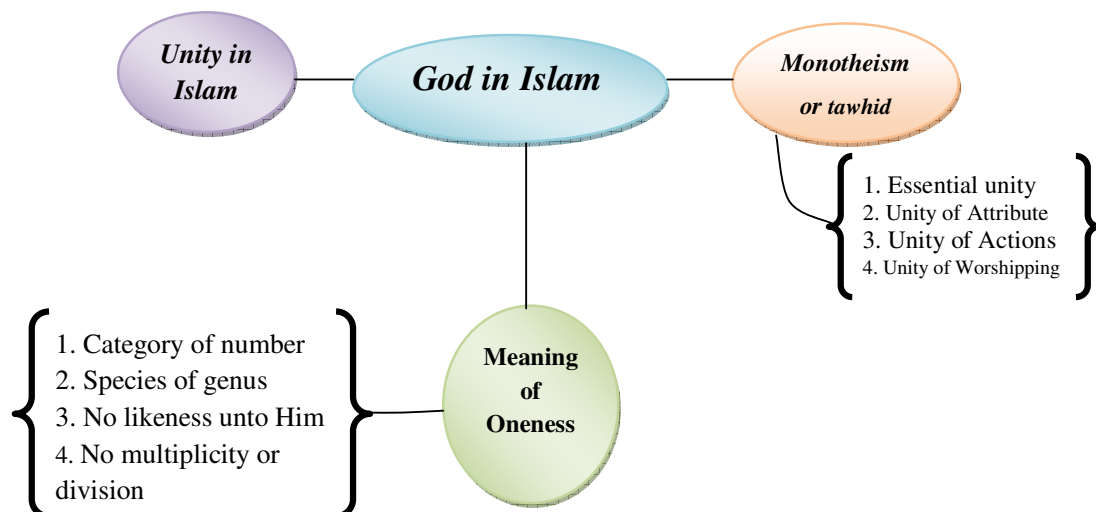 Unity in
Islam
God in Islam
Monotheism
or tawhid
1. Essential unity
2. Unity of Attribute
3. Unity of Actions
4. Unity of Worshipping
Meaning
of
Oneness
1. Category of number
2. Species of genus
3. No likeness unto Him
4. No multiplicity or
division